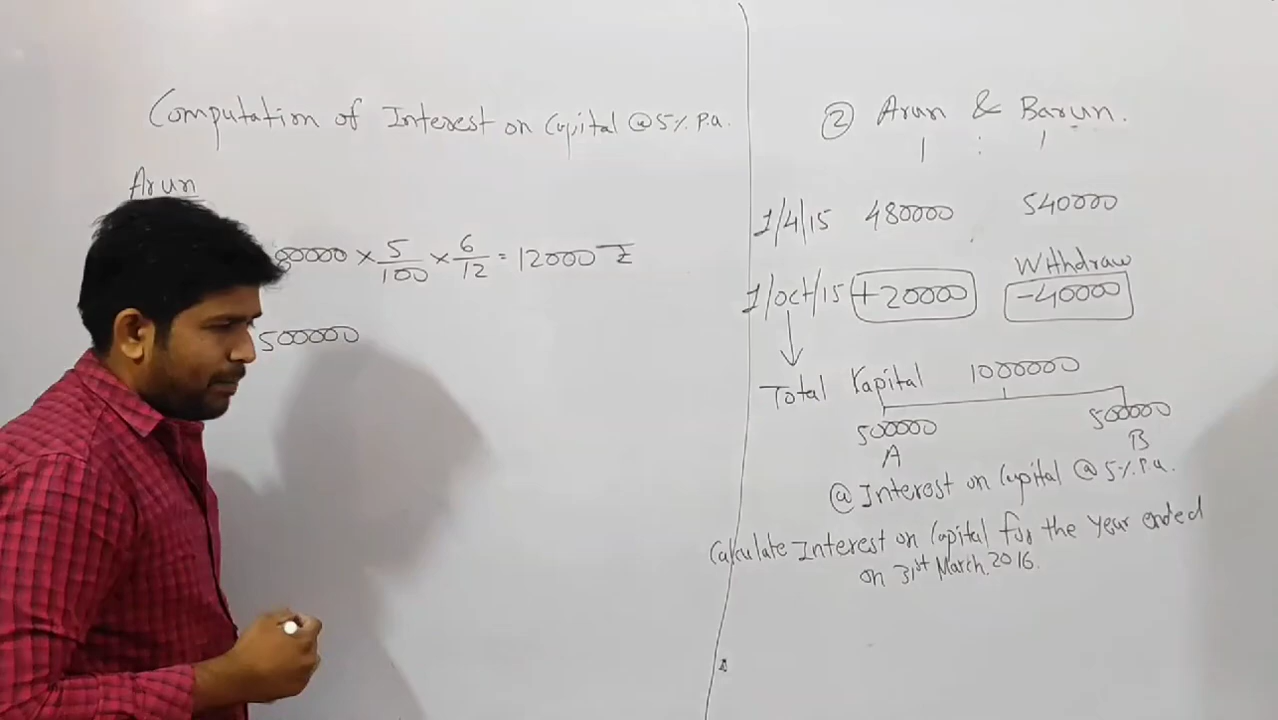 Computation of Interest on Capital @ 5% P.a.
Arun
80000 × 5/100 × 6/12 = 12000
500000
② Arun & Barun.
1 : 1
1/4/15 480000 540000
Withdraw
1/Oct/15 +20000 -40000
Total Kapital 1000000
500000 500000
A B
@ Interest on Capital @ 5% P.a.
Calculate Interest on Capital for the Year ended
on 31st March. 2016.